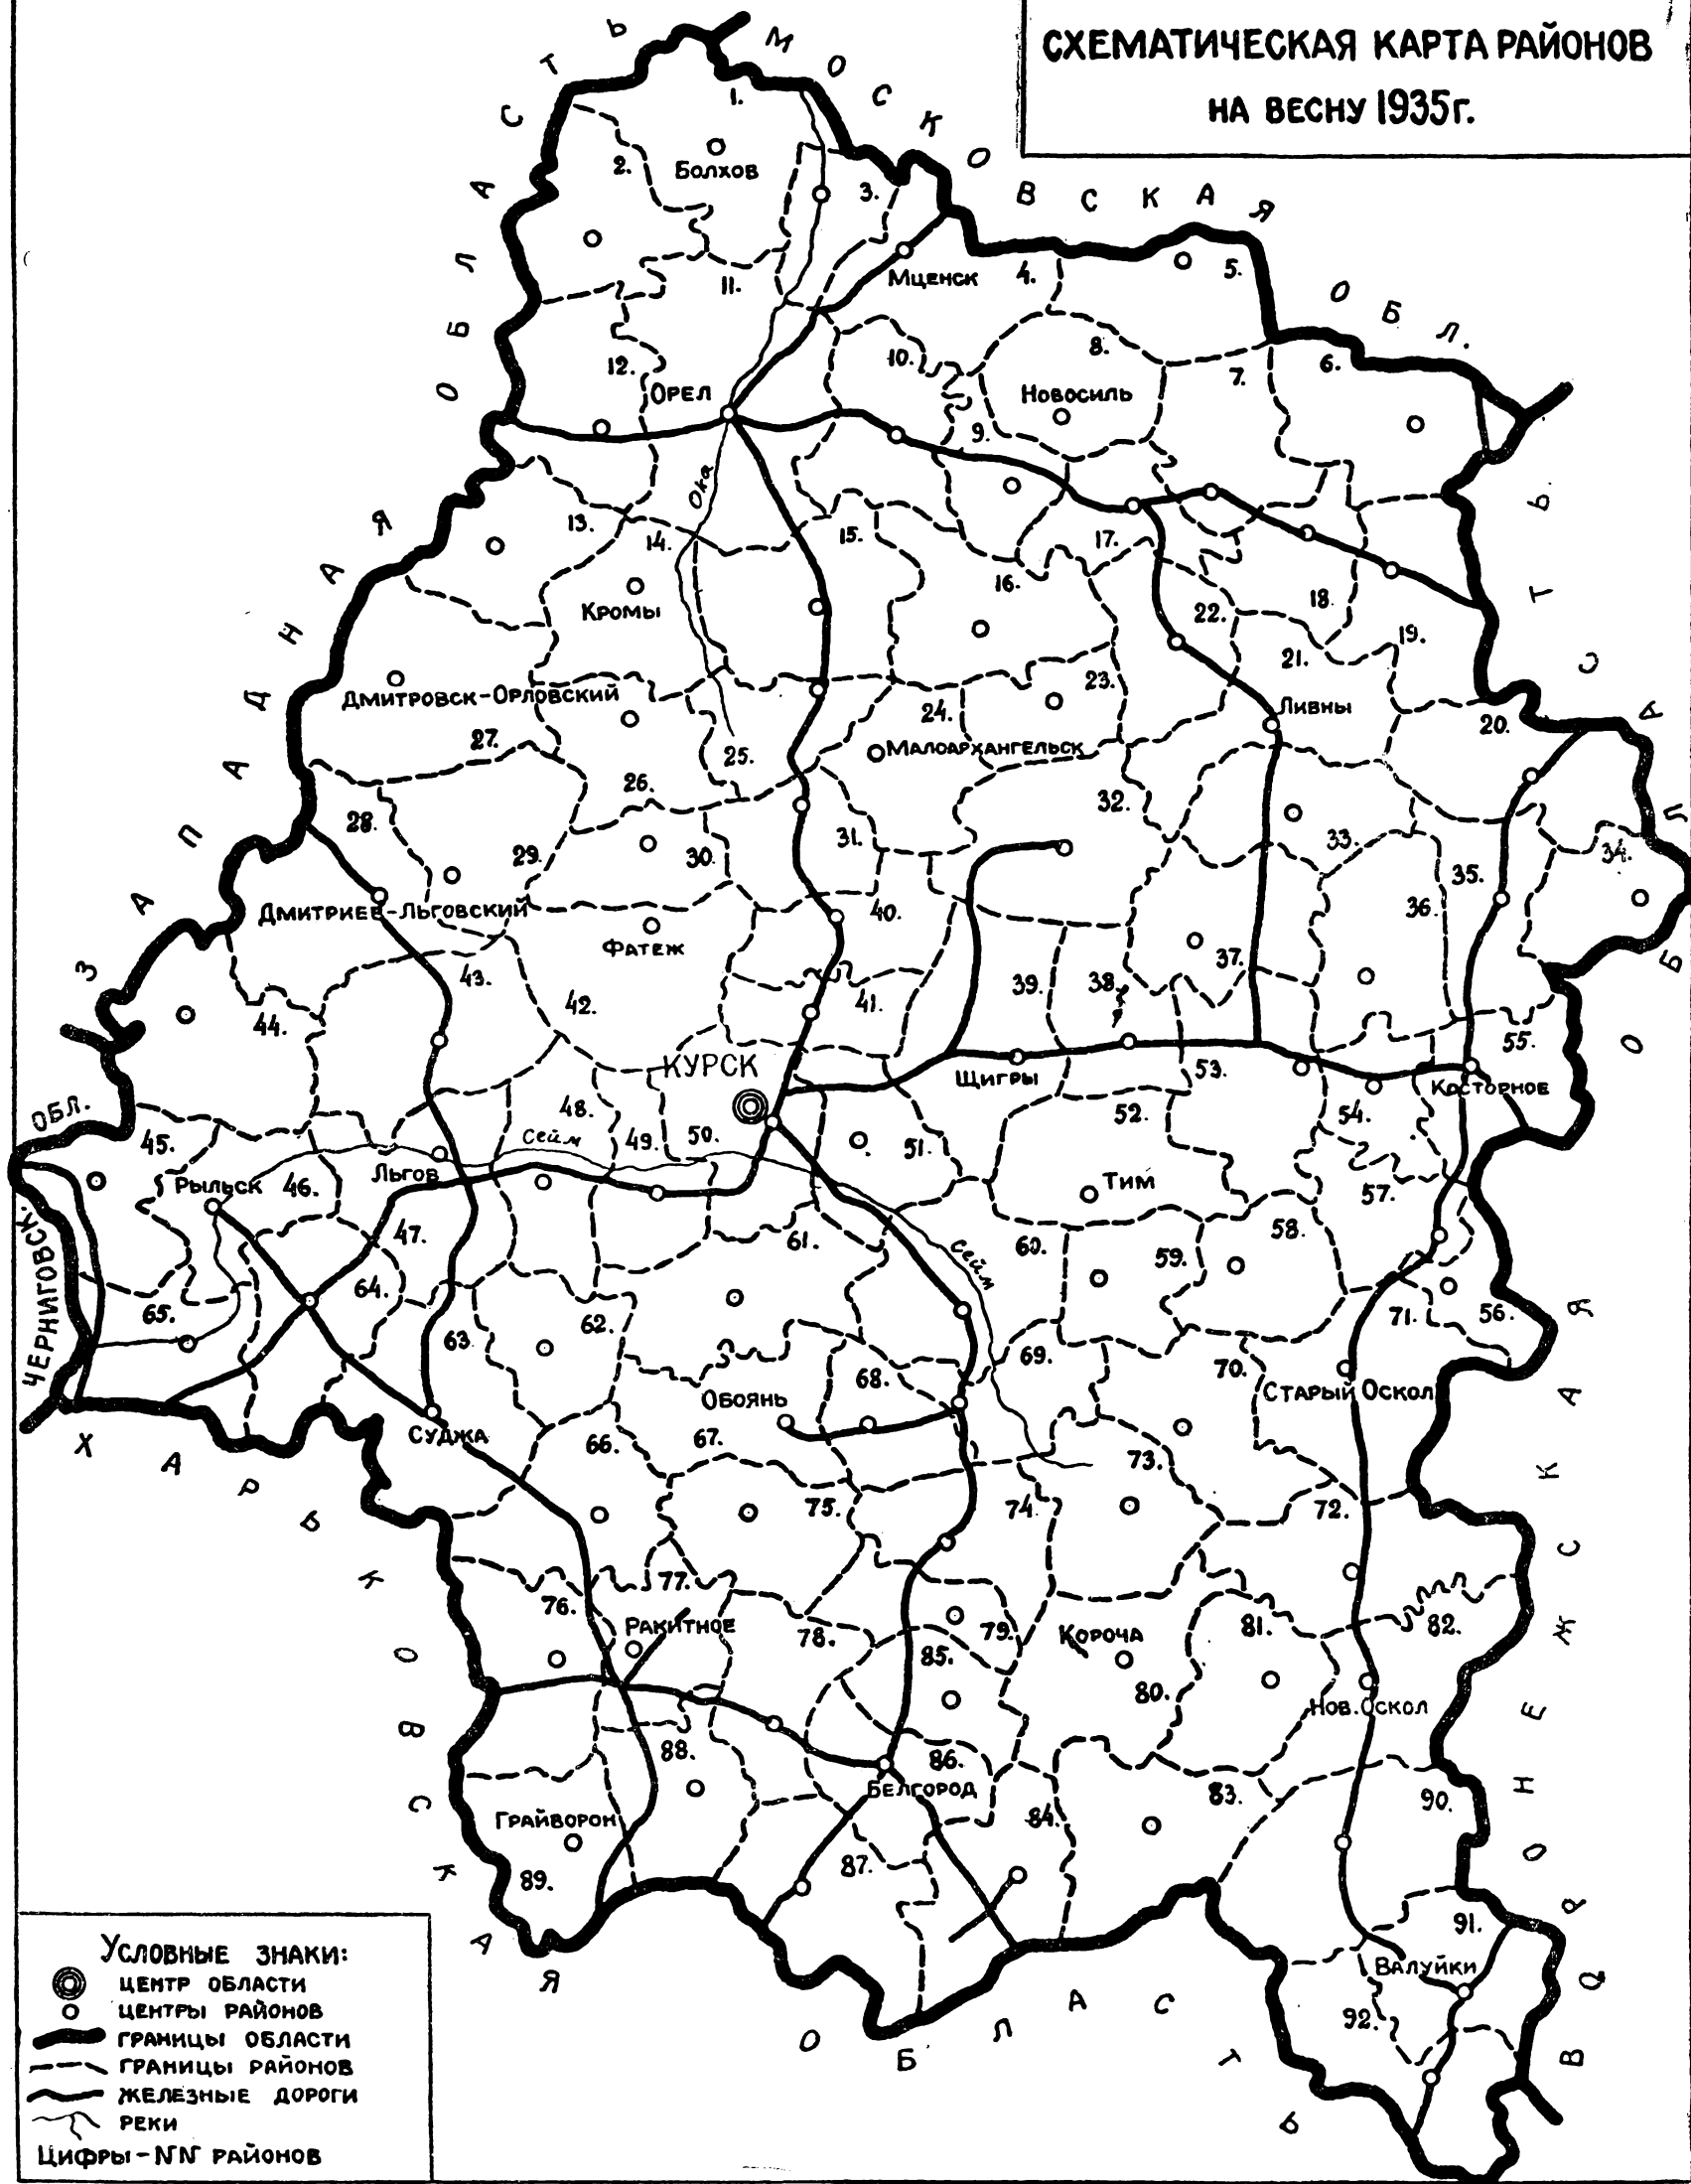 СХЕМАТИЧЕСКАЯ КАРТА РАЙОНОВ
НА ВЕСНУ 1935г.
ЗАПАДНАЯ ОБЛАСТЬ
МОСКОВСКАЯ ОБЛ.
ВОРОНЕЖСКАЯ ОБЛАСТЬ
ХАРЬКОВСКАЯ ОБЛАСТЬ
ЧЕРНИГОВСК. ОБЛ.
1.
2.
Болхов
3.
Мценск
4.
5.
11.
12.
Орел
10.
8.
Новосиль
7.
6.
9.
Ока
13.
14.
15.
16.
17.
18.
19.
Кромы
22.
21.
Дмитровск-Орловский
23.
24.
Ливны
20.
27.
25.
Малоархангельск
26.
28.
29.
30.
31.
32.
33.
34.
35.
36.
Дмитриев-Льговский
40.
Фатеж
37.
43.
42.
41.
39.
38.
44.
55.
КУРСК
Щигры
53.
Косторное
48.
52.
54.
45.
Сейм
49.
50.
51.
Рыльск
46.
Льгов
Тим
57.
47.
61.
60.
Сейм
59.
58.
65.
64.
63.
62.
71.
56.
68.
69.
70.
Обоянь
Старый Оскол
Суджа
66.
67.
73.
75.
74.
72.
77.
76.
Ракитное
78.
79.
Короча
81.
82.
85.
80.
Нов. Оскол
88.
86.
Белгород
83.
90.
Грайворон
84.
87.
89.
91.
Валуйки
92.
Условные знаки:
центр области
центры районов
границы области
границы районов
железные дороги
реки
Цифры-NN районов